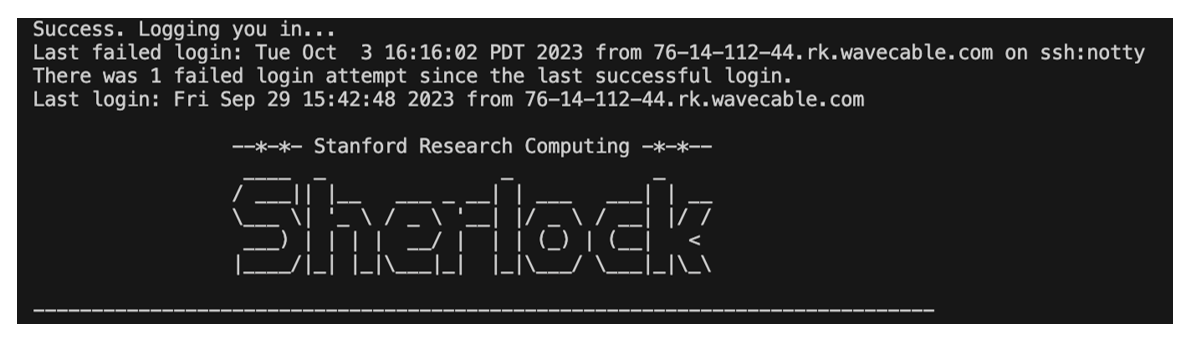 Success. Logging you in...
Last failed login: Tue Oct  3 16:16:02 PDT 2023 from 76-14-112-44.rk.wavecable.com on ssh:notty
There was 1 failed login attempt since the last successful login.
Last login: Fri Sep 29 15:42:48 2023 from 76-14-112-44.rk.wavecable.com
--*-*- Stanford Research Computing -*-*--
Sherlock